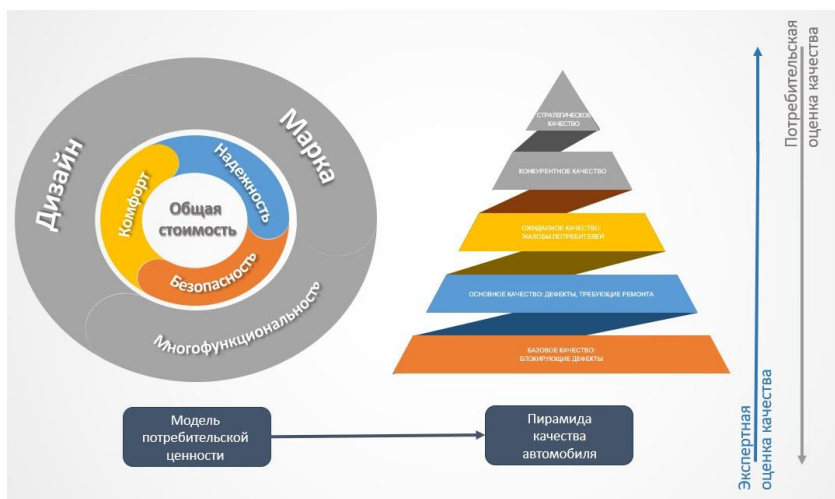 Дизайн
Марка
Многофункциональность
Комфорт
Надежность
Безопасность
Общая
стоимость
СТРАТЕГИЧЕСКОЕ
КАЧЕСТВО
КОНКУРЕНТНОЕ КАЧЕСТВО
ОЖИДАЕМОЕ КАЧЕСТВО:
ЖАЛОБЫ ПОТРЕБИТЕЛЕЙ
ОСНОВНОЕ КАЧЕСТВО: ДЕФЕКТЫ, ТРЕБУЮЩИЕ РЕМОНТА
БАЗОВОЕ КАЧЕСТВО:
БЛОКИРУЮЩИЕ ДЕФЕКТЫ
Модель
потребительской
ценности
Пирамида
качества
автомобиля
Экспертная
оценка качества
Потребительская
оценка качества